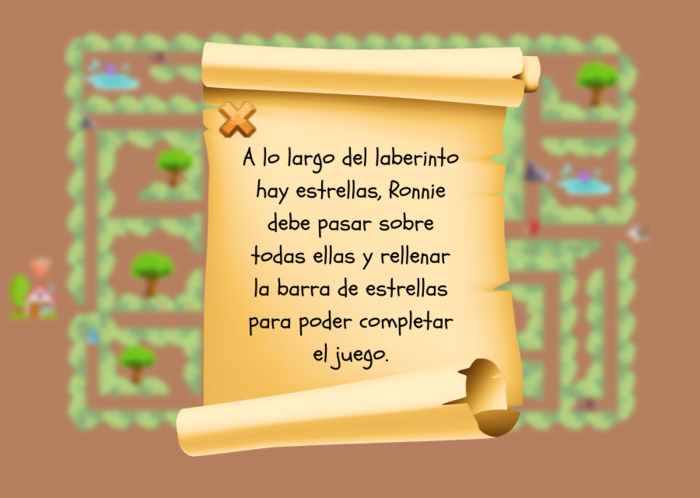 A lo largo del laberinto
hay estrellas, Ronnie
debe pasar sobre
todas ellas y rellenar
la barra de estrellas
para poder completar
el juego.